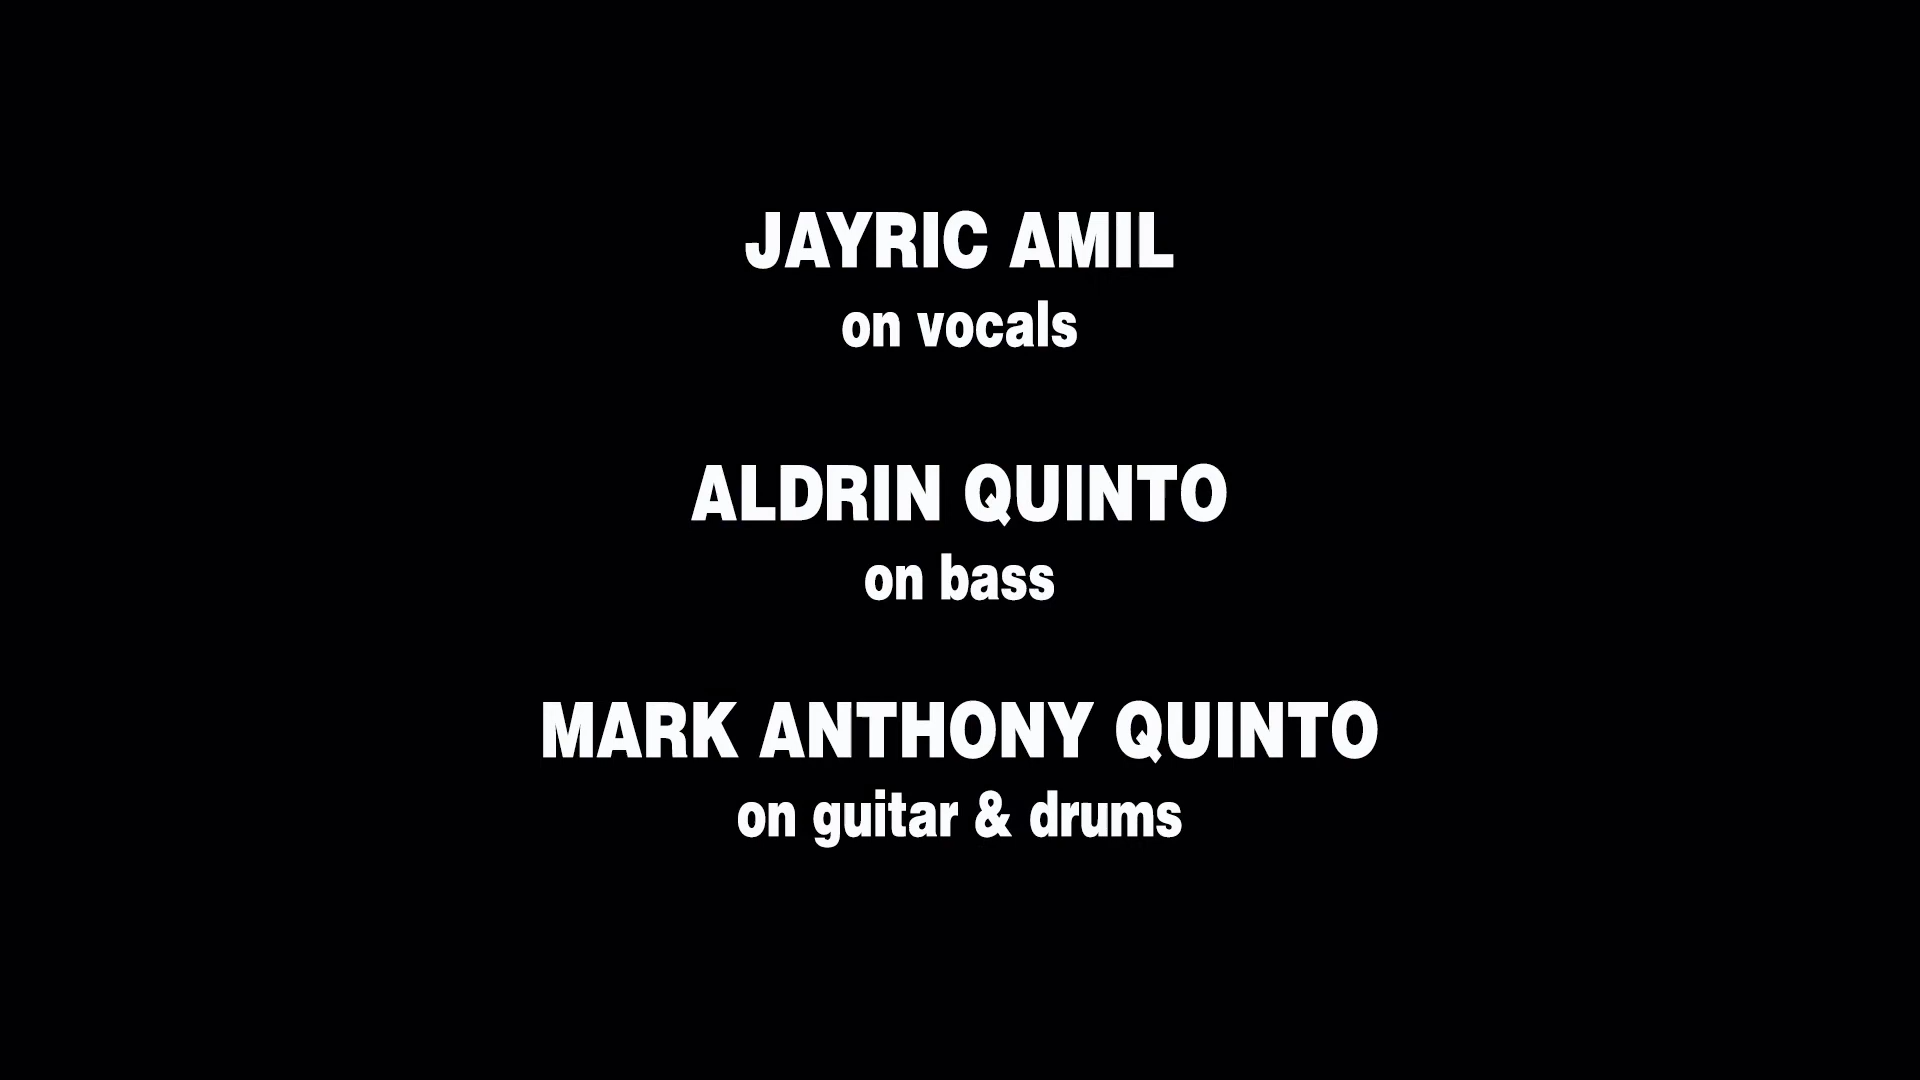 JAYRIC AMIL
on vocals
ALDRIN QUINTO
on bass
MARK ANTHONY QUINTO
on guitar & drums